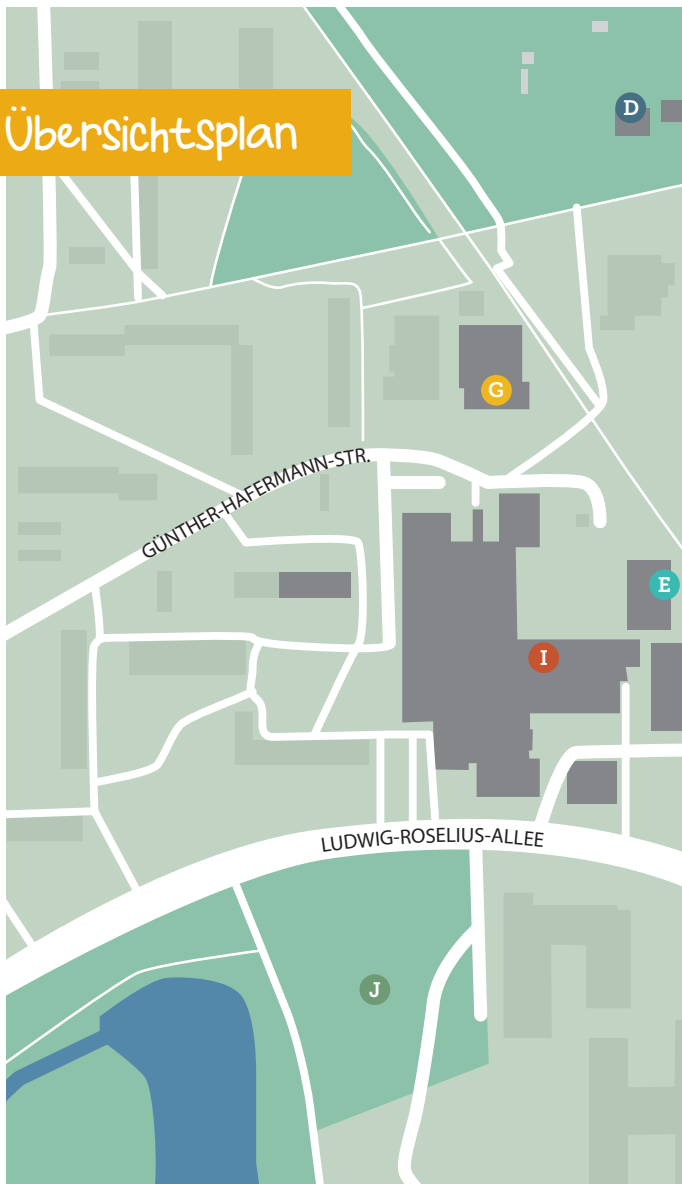 Übersichtsplan
D
G
GÜNTHER-HAFERMANN-STR.
E
I
LUDWIG-ROSELIUS-ALLEE
J